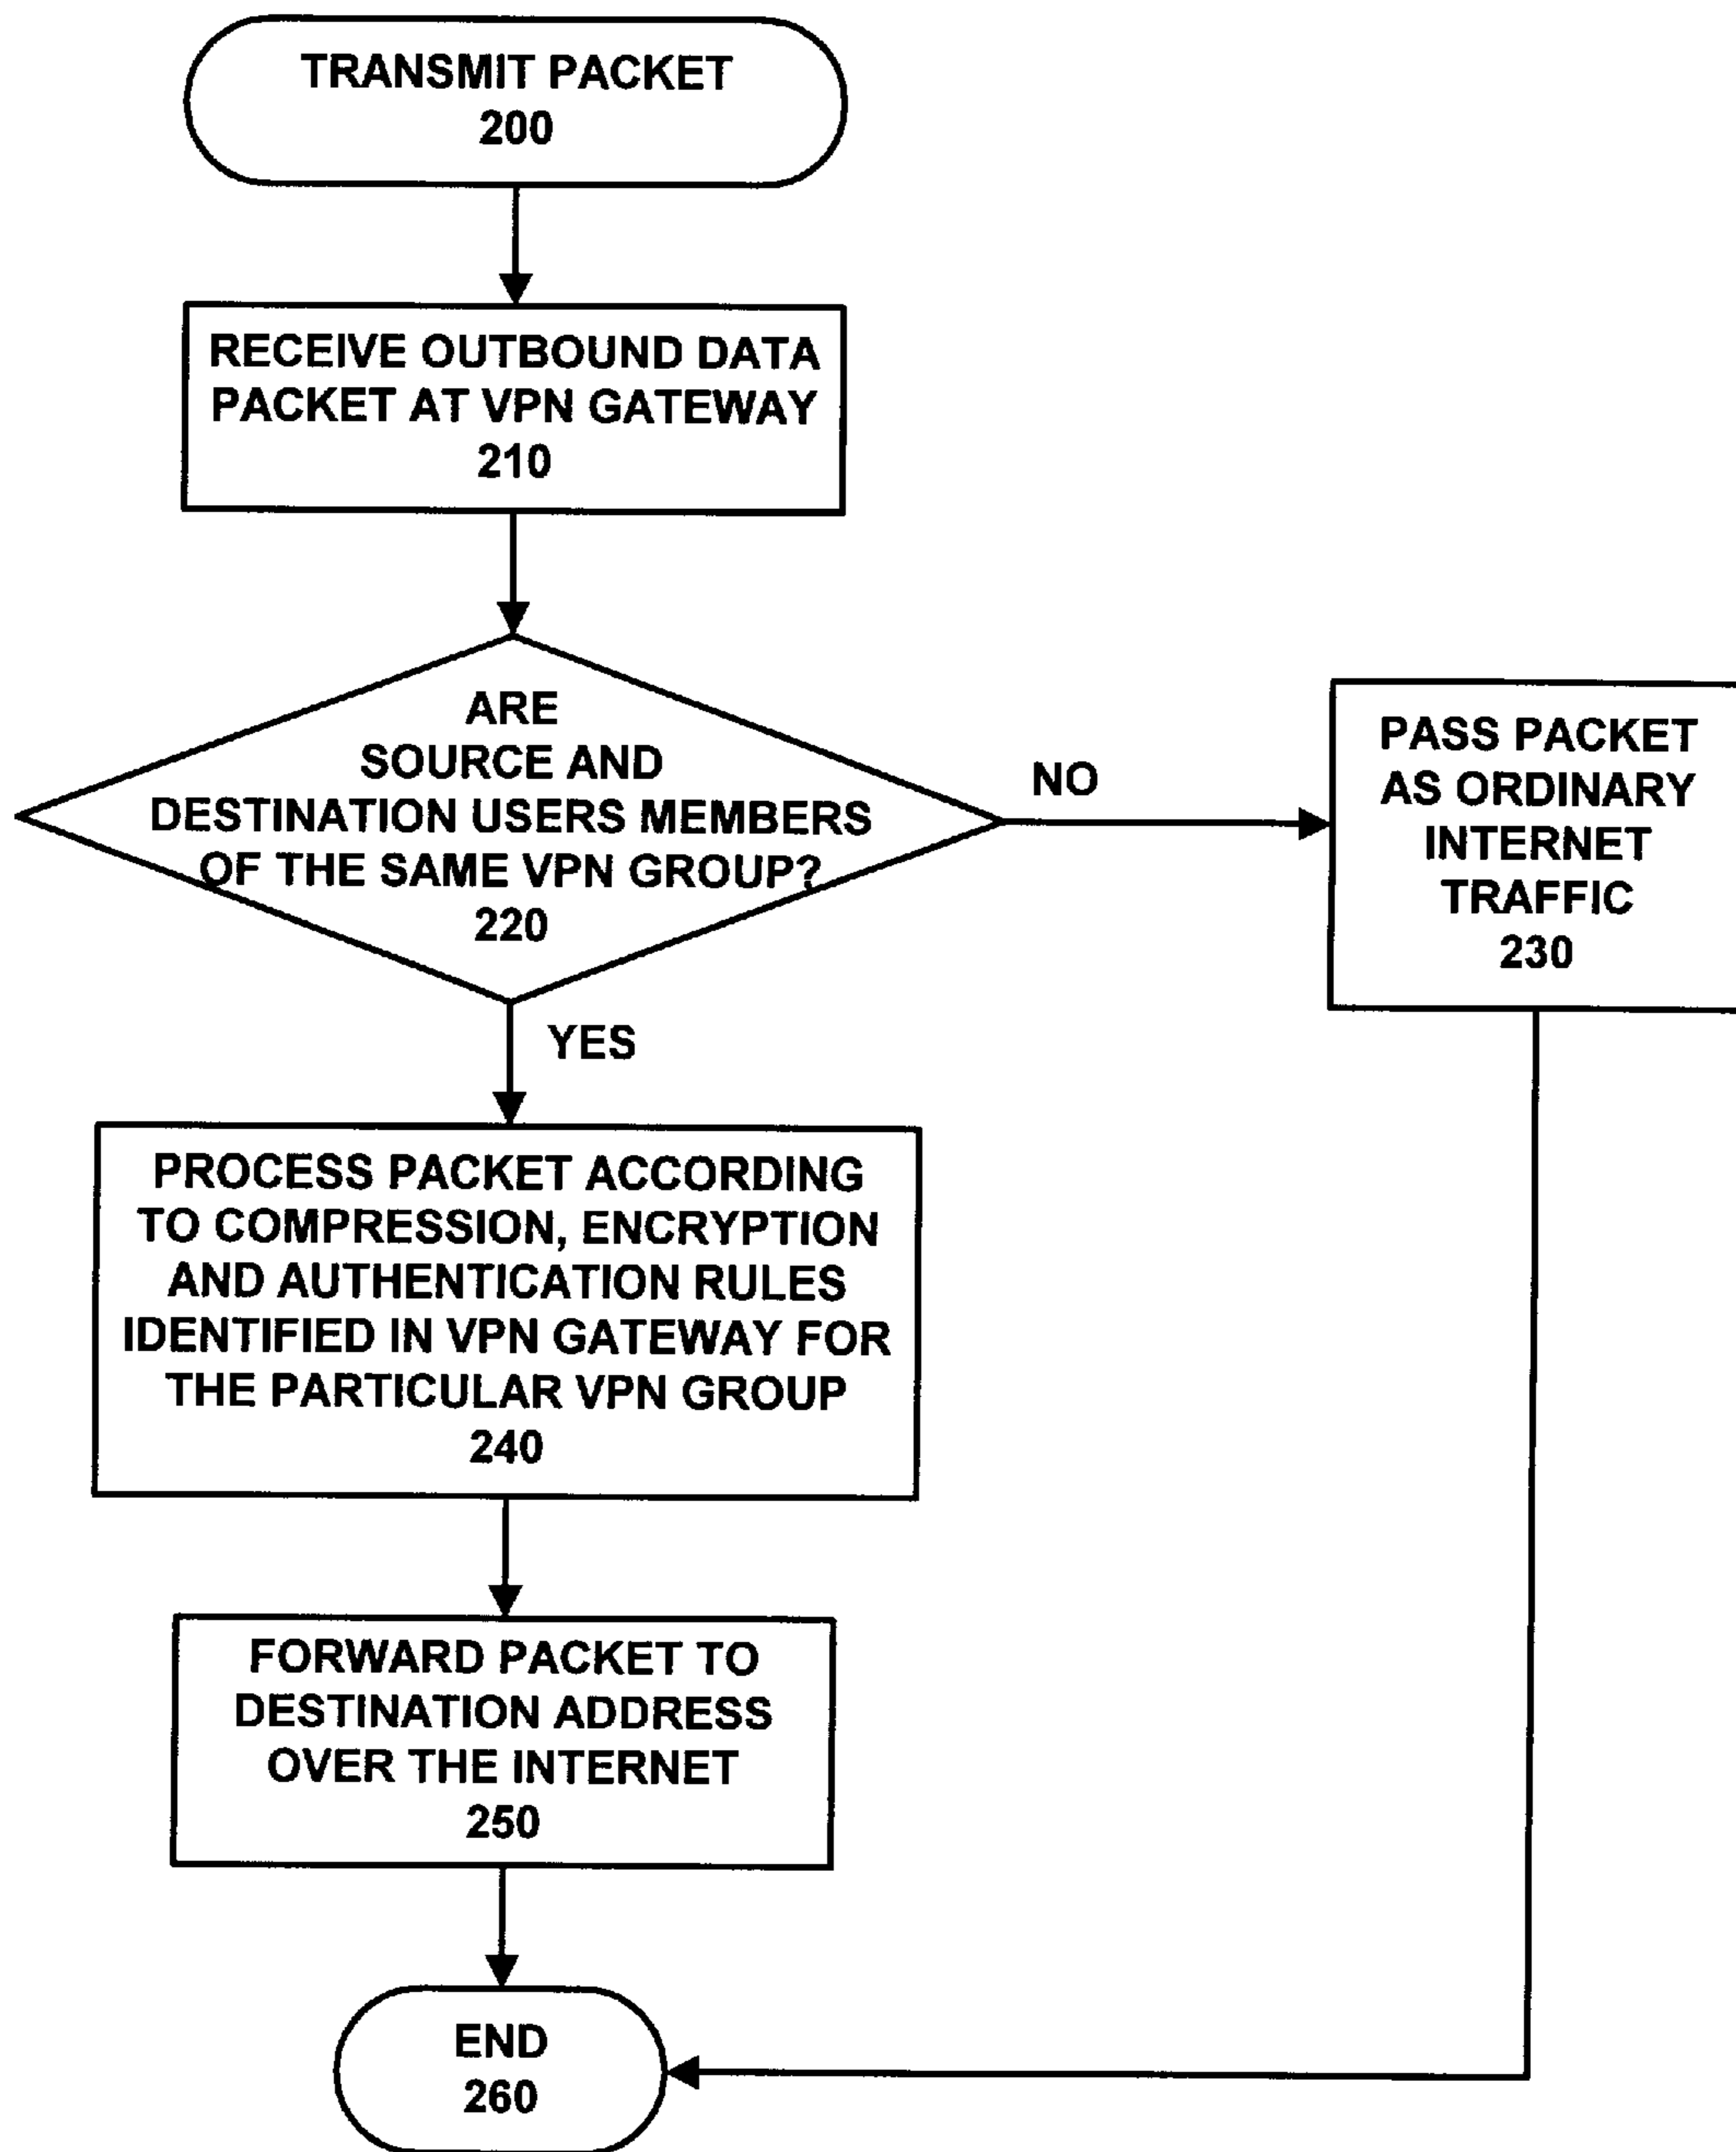 TRANSMIT PACKET
200
RECEIVE OUTBOUND DATA
PACKET AT VPN GATEWAY
210
ARE
SOURCE AND
DESTINATION USERS MEMBERS
OF THE SAME VPN GROUP?
220
NO
PASS PACKET
AS ORDINARY
INTERNET
TRAFFIC
230
YES
PROCESS PACKET ACCORDING
TO COMPRESSION, ENCRYPTION
AND AUTHENTICATION RULES
IDENTIFIED IN VPN GATEWAY FOR
THE PARTICULAR VPN GROUP
240
FORWARD PACKET TO
DESTINATION ADDRESS
OVER THE INTERNET
250
END
260